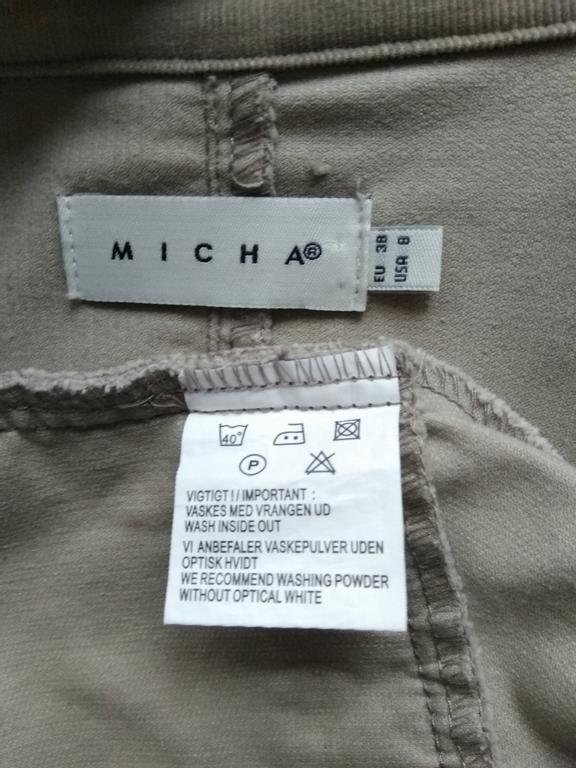 MICHA®
EU 38
USA 8
40°
P
VIGTIGT!/IMPORTANT :
VASKES MED VRANGEN UD
WASH INSIDE OUT
VI ANBEFALER VASKEPULVER UDEN
OPTISK HVIDT
WE RECOMMEND WASHING POWDER
WITHOUT OPTICAL WHITE